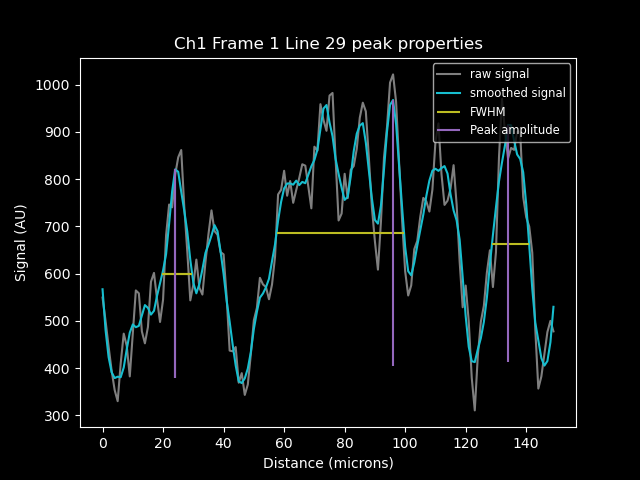 Ch1 Frame 1 Line 29 peak properties
raw signal
smoothed signal
FWHM
Peak amplitude
1000
900
800
700
600
500
400
300
Signal (AU)
0 20 40 60 80 100 120 140
Distance (microns)